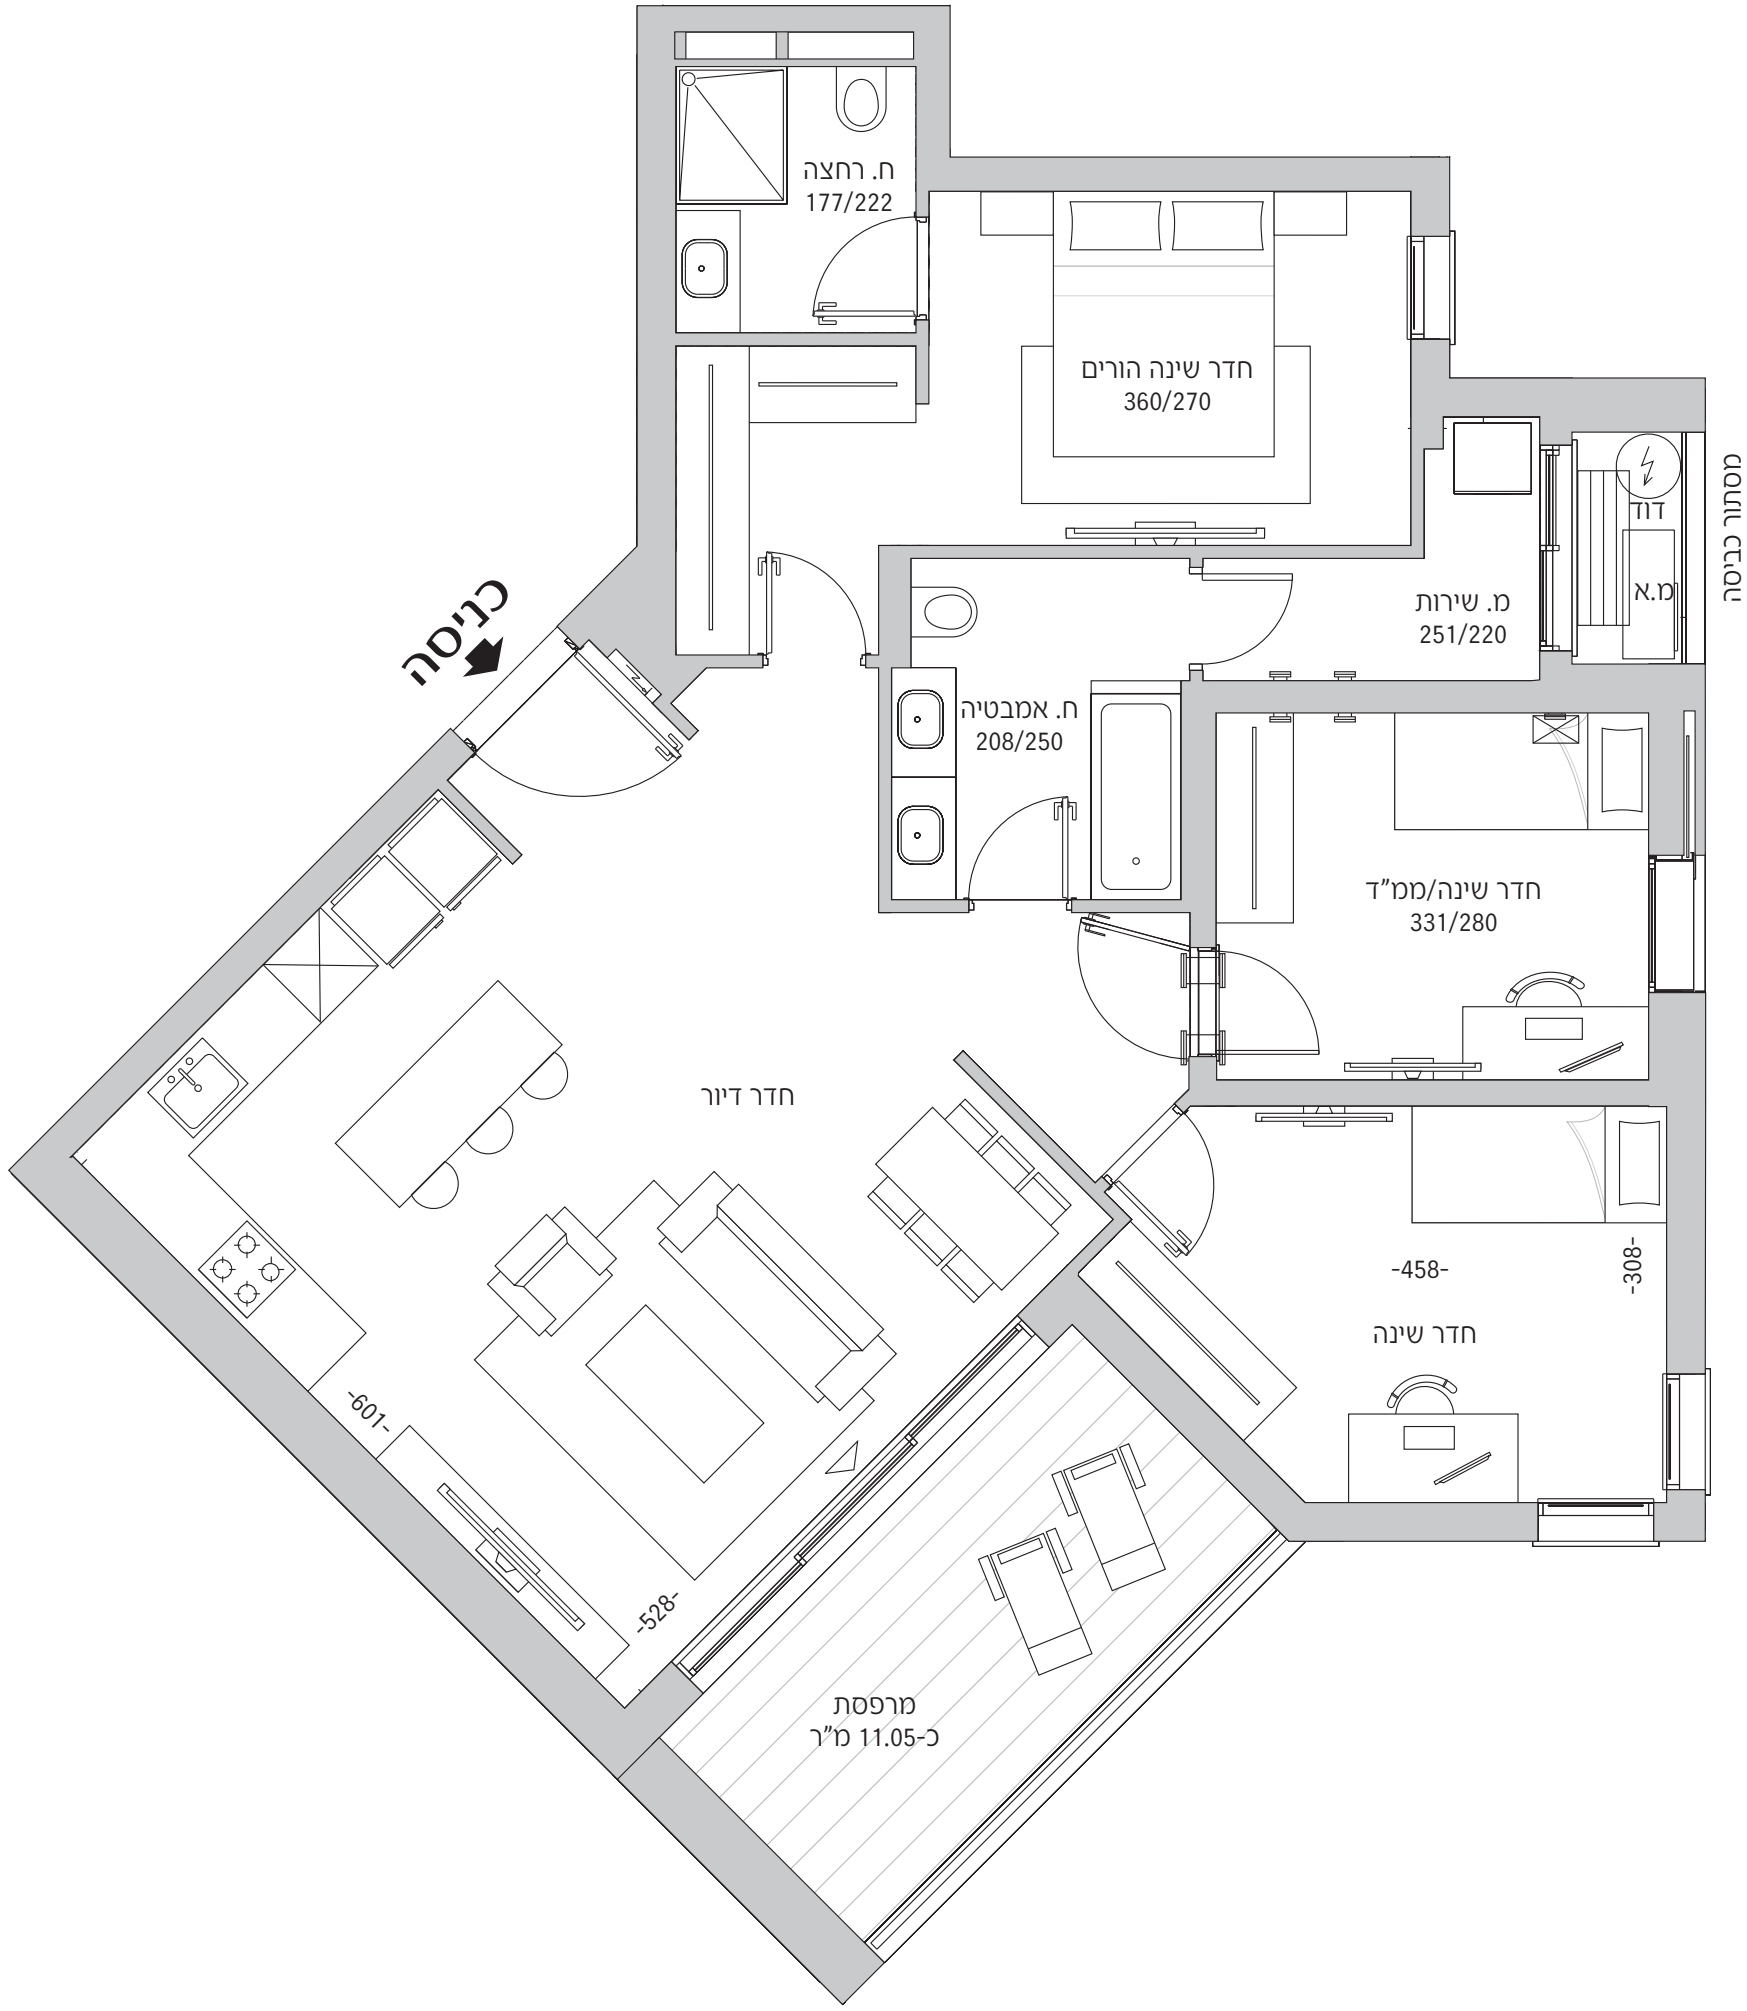 ח. רחצה
177/222
חדר שינה הורים
360/270
דוד
מ.א
מסתור כביסה
מ. שירות
251/220
כניסה
ח. אמבטיה
208/250
חדר שינה/ממ"ד
331/280
חדר דיור
-458-
-308-
חדר שינה
-601-
-528-
מרפסת
כ-11.05 מ"ר